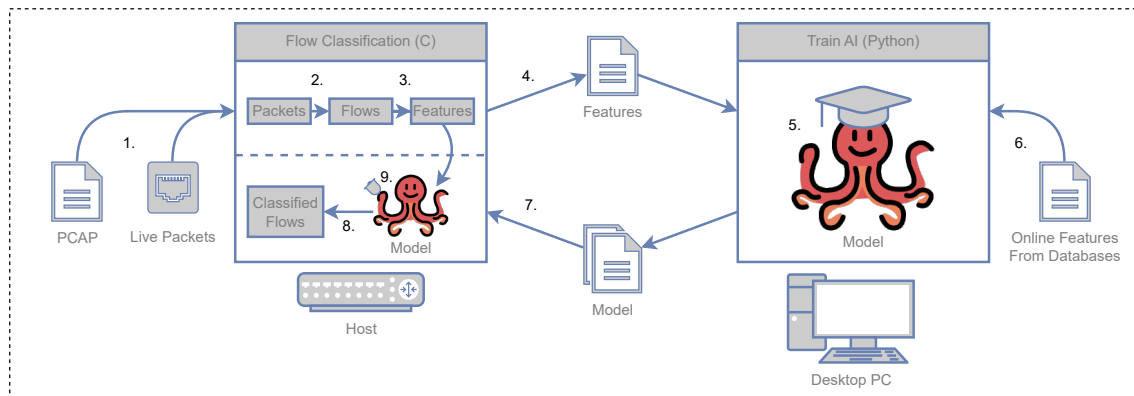 Flow Classification (C)
Train AI (Python)
2.
3.
4.
Packets
Flows
Features
Features
1.
5.
6.
9.
Classified
Flows
8.
Model
7.
PCAP
Live Packets
Model
Online Features
From Databases
Model
Host
Desktop PC